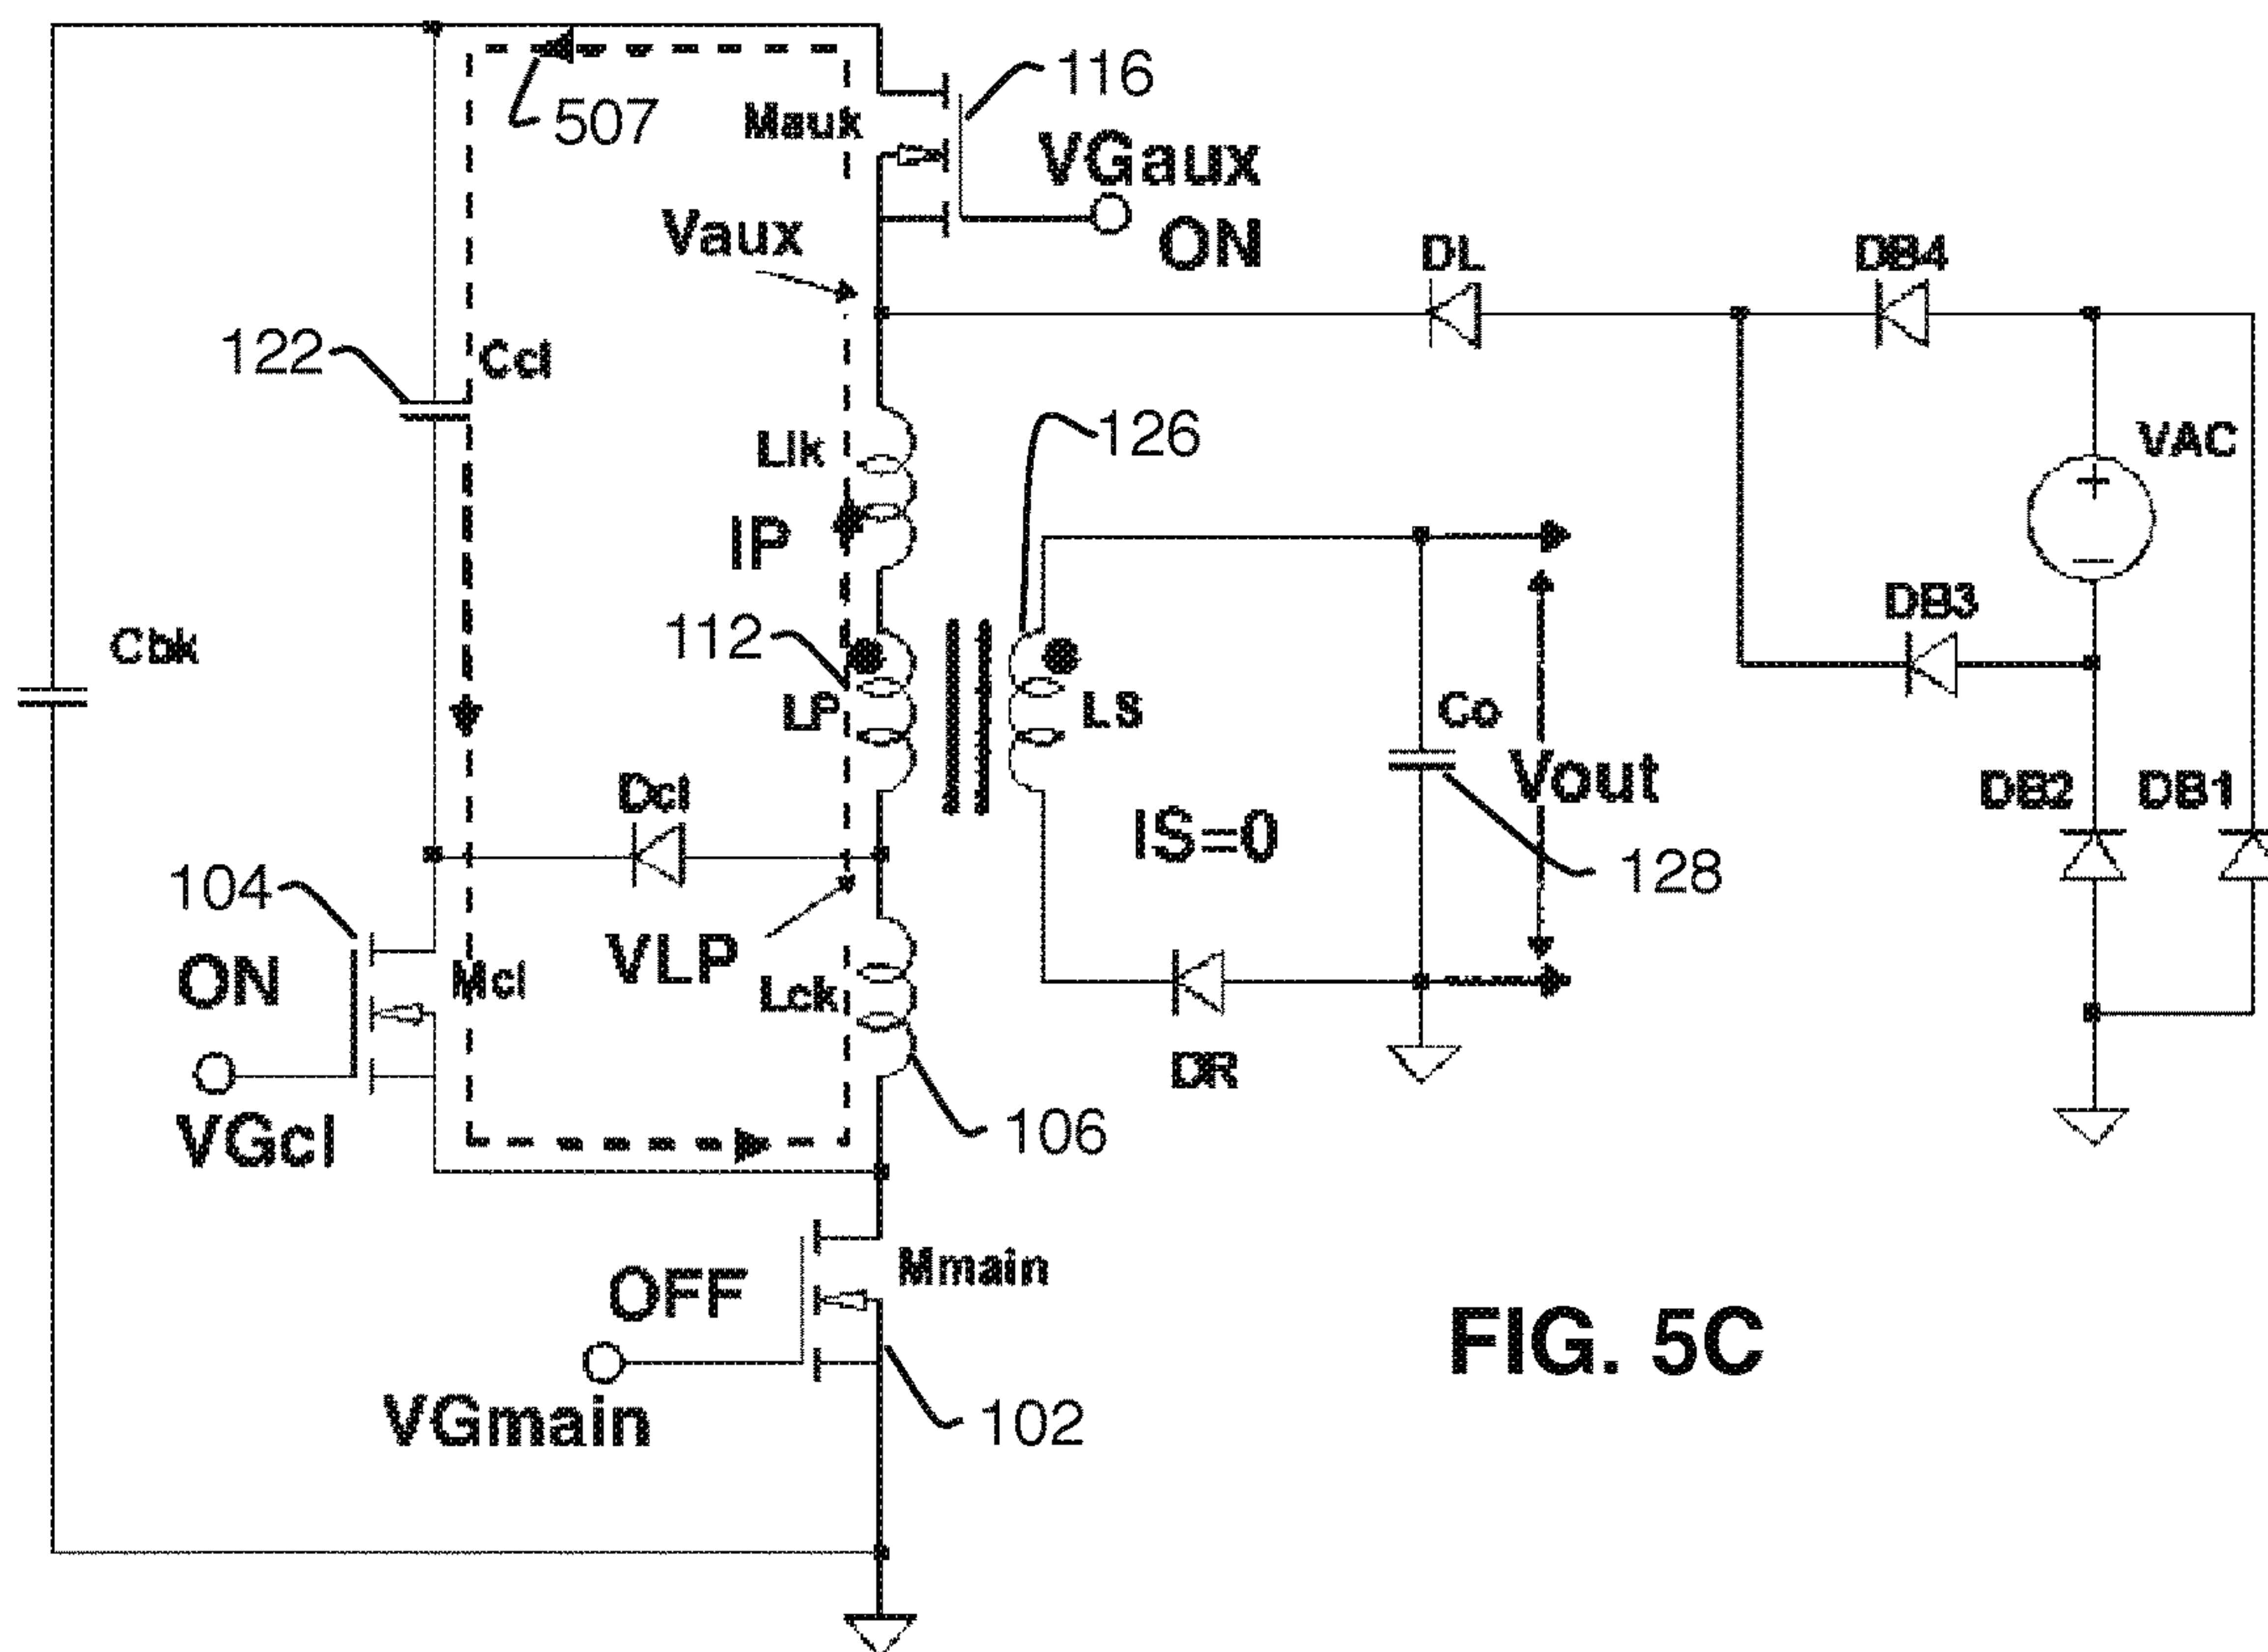 507
Maux
116
VGaux
ON
Vaux
DL
DB4
122
Ccl
Llk
126
VAC
IP
DB3
Cbk
112
LP
LS
Co
Vout
Dcl
IS=0
DB2
DB1
128
104
ON
Mcl
VLP
Lck
DR
VGcl
106
OFF
Mmain
FIG. 5C
VGmain
102